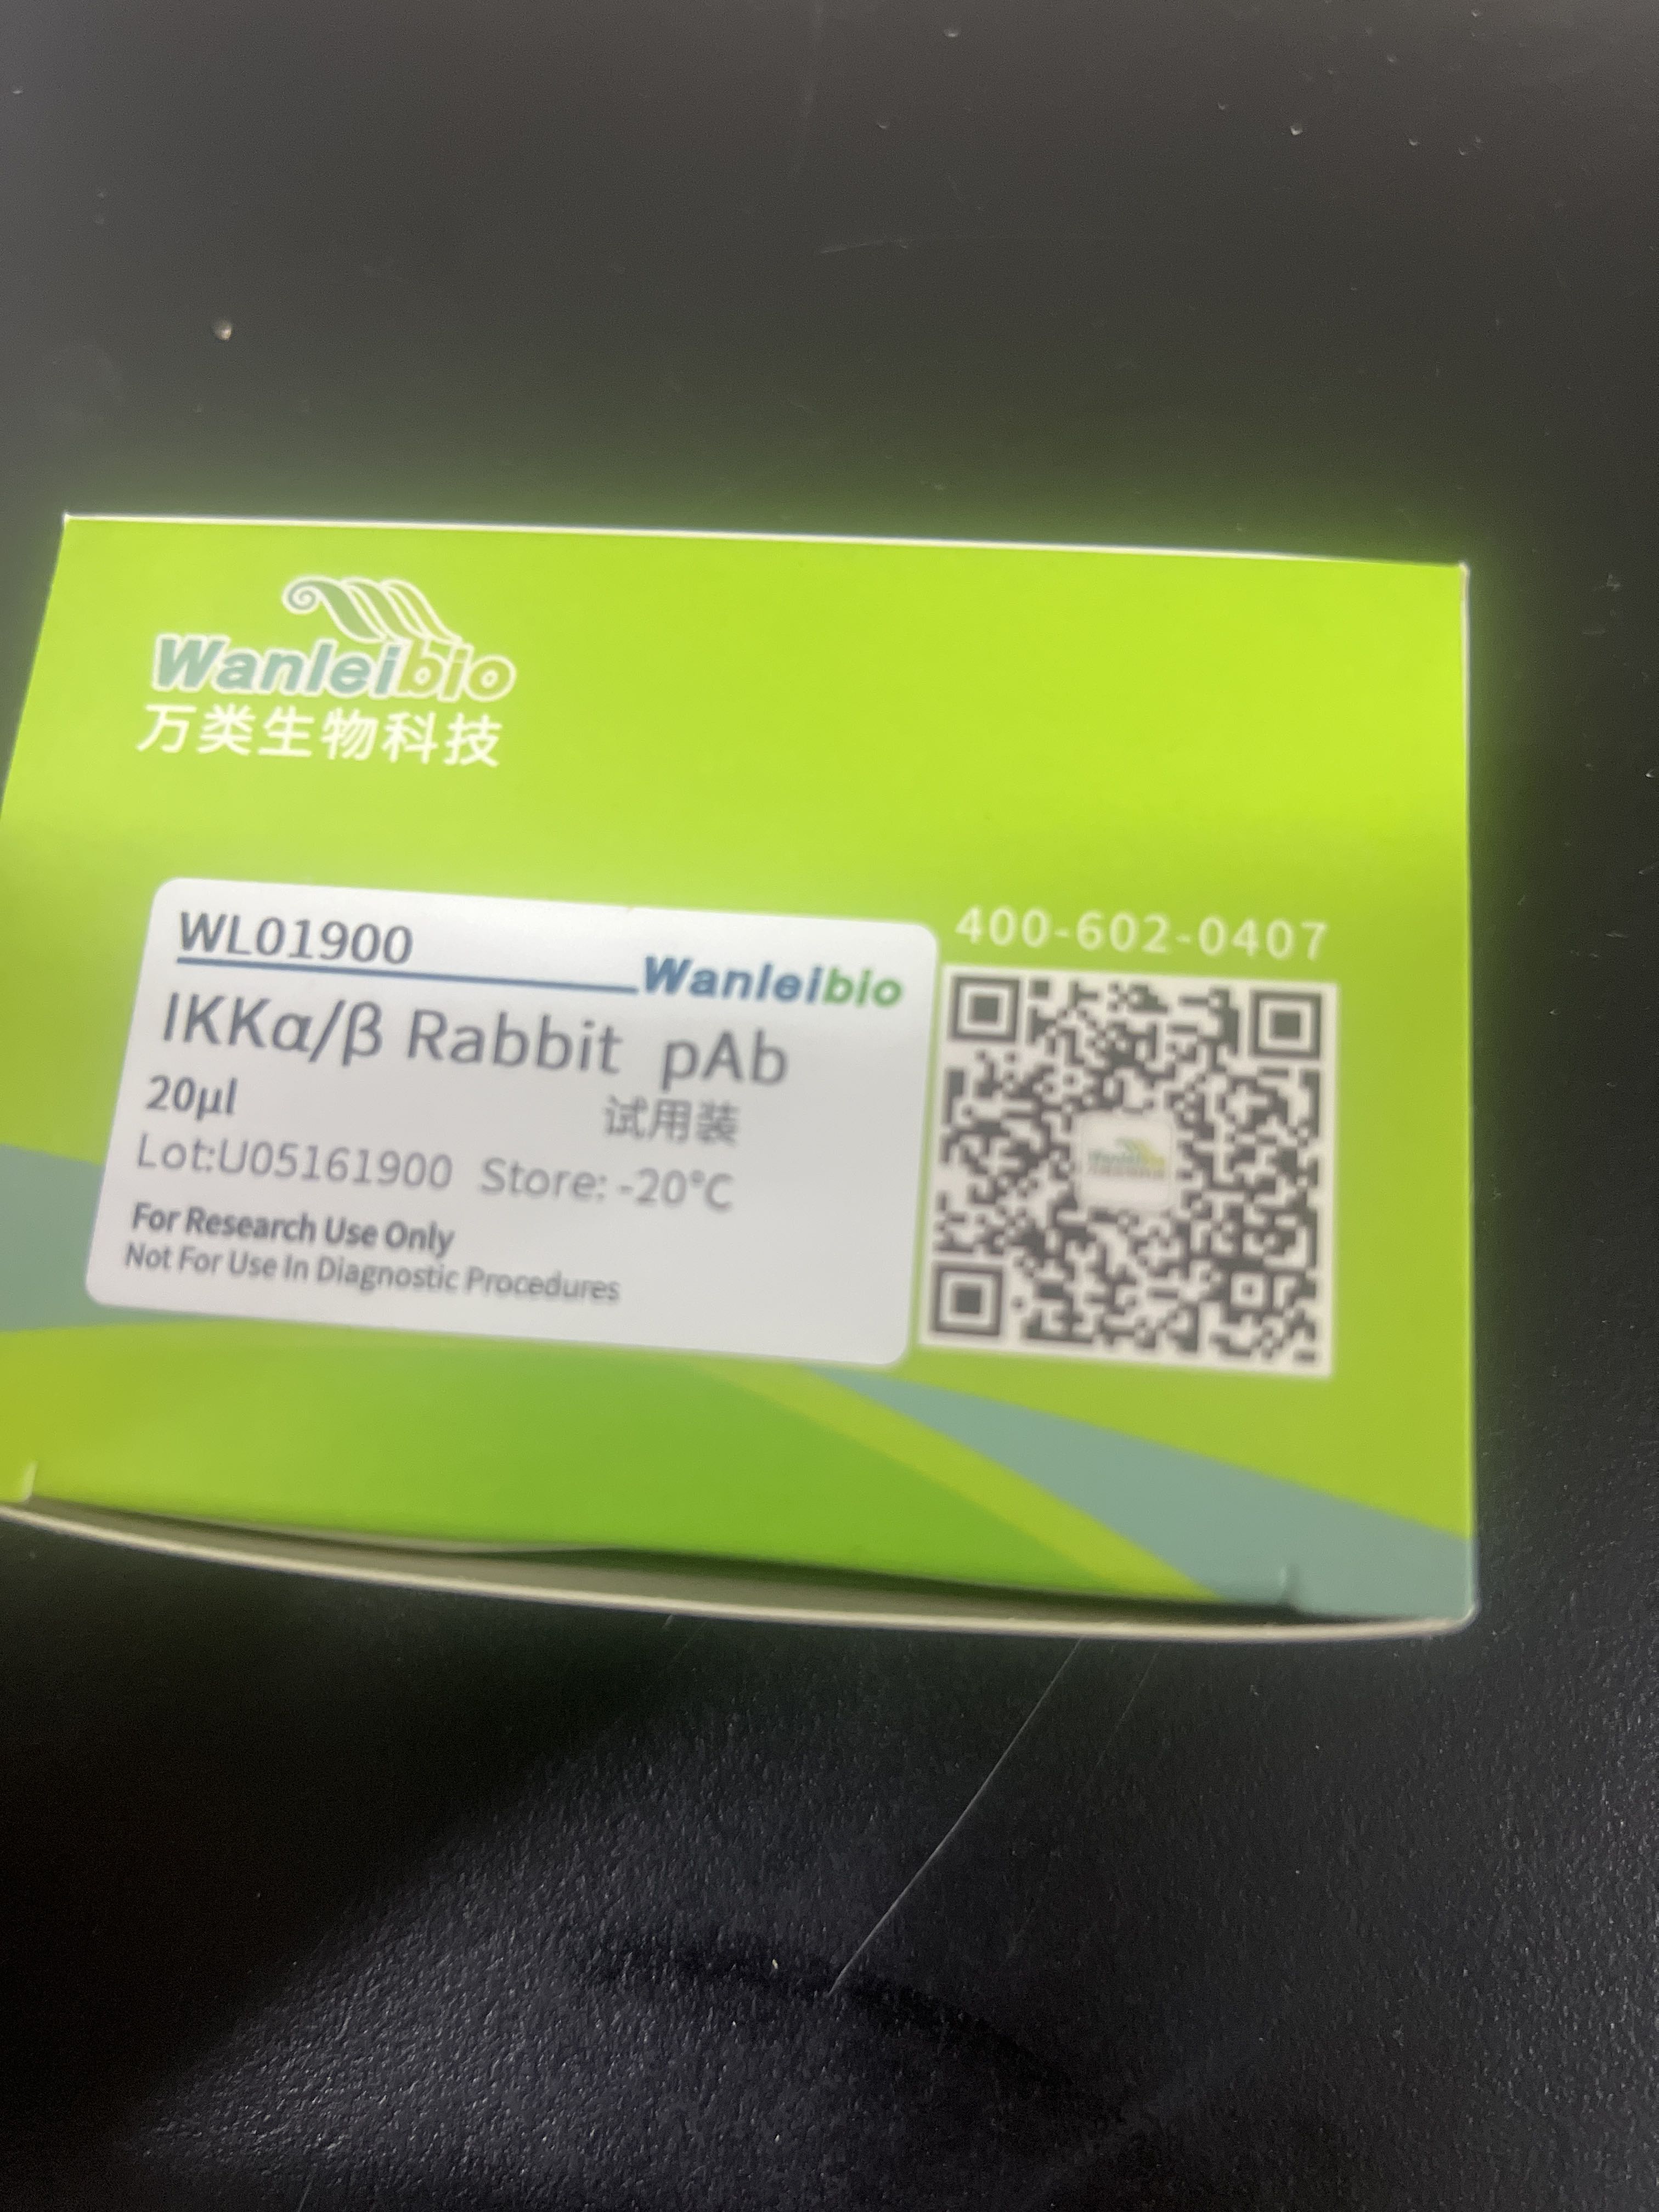 Wanleibio
万类生物科技
WL01900
Wanleibio
IKKα/β Rabbit pAb
20μl
试用装
Lot:U05161900 Store: -20°C
For Research Use Only
Not For Use In Diagnostic Procedures
400-602-0407